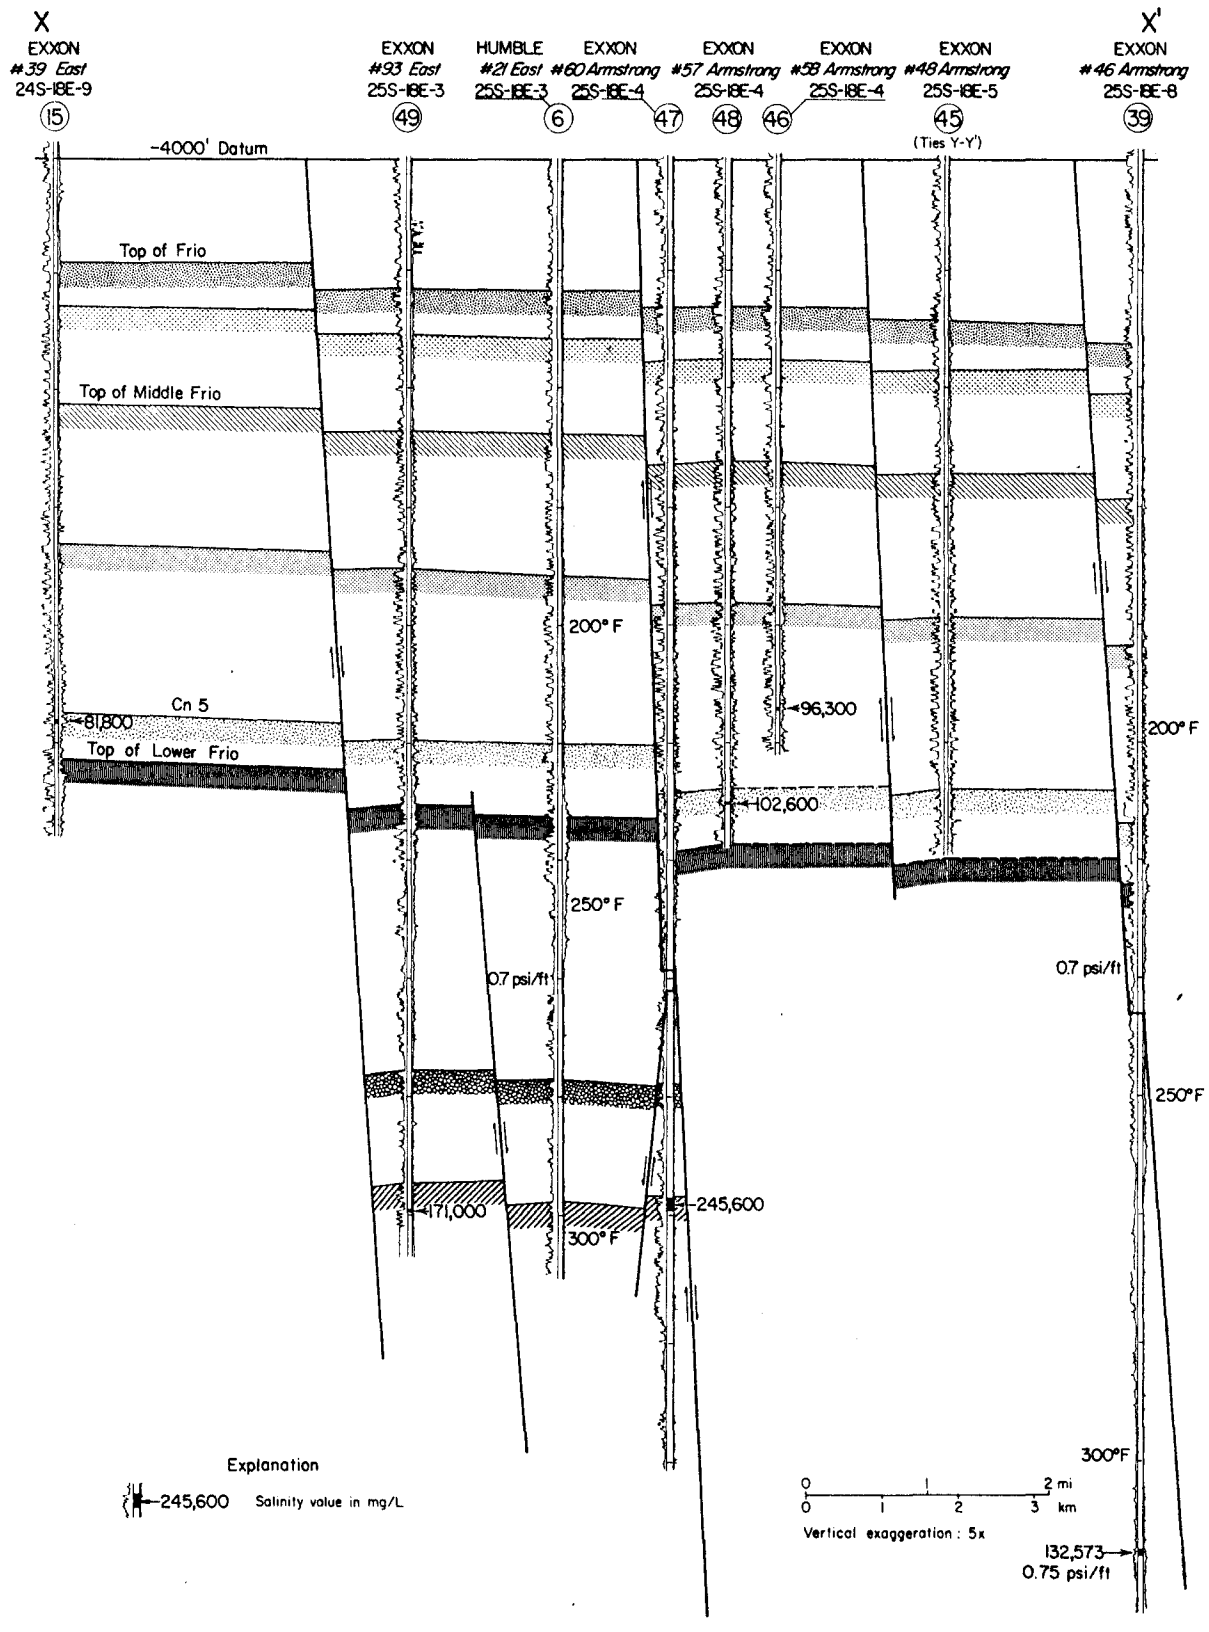 X X'
EXXON EXXON HUMBLE EXXON EXXON EXXON EXXON EXXON
#39 East #93 East #21 East #60 Armstrong #57 Armstrong #58 Armstrong #48 Armstrong #46 Armstrong
24S-18E-9 25S-18E-3 25S-18E-3 25S-18E-4 25S-18E-4 25S-18E-4 25S-18E-5 25S-18E-8
15 49 6 47 48 46 45 39
-4000' Datum (Ties Y-Y')
Top of Frio
Top of Middle Frio
200° F
Cn 5
81,800
96,300
200° F
Top of Lower Frio
102,600
250° F
0.7 psi/ft
0.7 psi/ft
250° F
171,000
245,600
300° F
300°F
Explanation
245,600 Salinity value in mg/L
0 1 2 mi
0 1 2 3 km
Vertical exaggeration : 5x
132,573
0.75 psi/ft